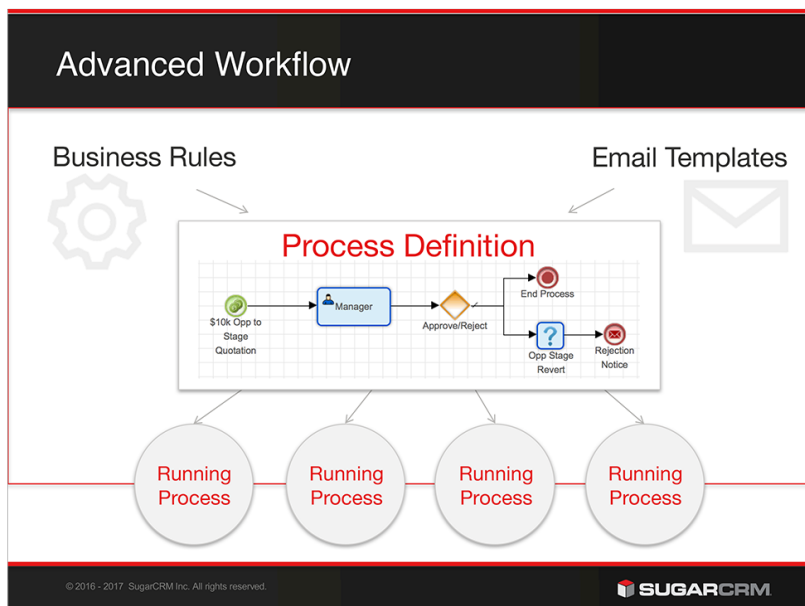 Advanced Workflow
Business Rules
Email Templates
Process Definition
$10k Opp to
Stage
Quotation
Manager
Approve/Reject
End Process
Opp Stage
Revert
Rejection
Notice
Running
Process
Running
Process
Running
Process
Running
Process
© 2016 - 2017 SugarCRM Inc. All rights reserved.
SUGARCRM